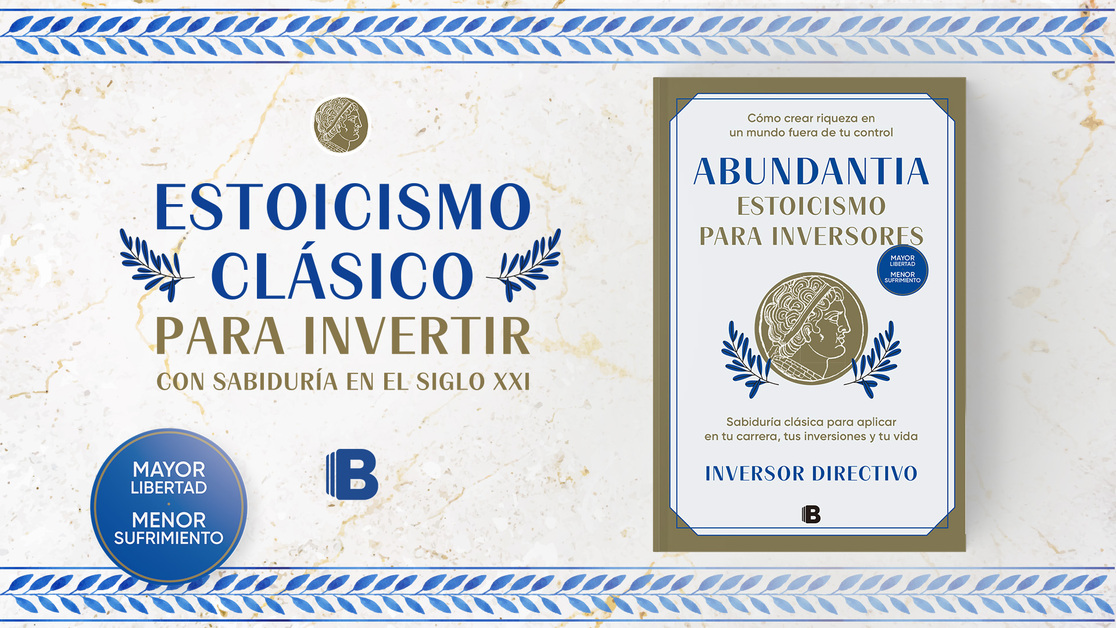 ESTOICISMO
CLÁSICO
PARA INVERTIR
CON SABIDURÍA EN EL SIGLO XXI
MAYOR
LIBERTAD
MENOR
SUFRIMIENTO
B
Cómo crear riqueza en
un mundo fuera de tu control
ABUNDANTIA
ESTOICISMO
PARA INVERSORES
MAYOR
LIBERTAD
MENOR
SUFRIMIENTO
Sabiduría clásica para aplicar
en tu carrera, tus inversiones y tu vida
INVERSOR DIRECTIVO
B